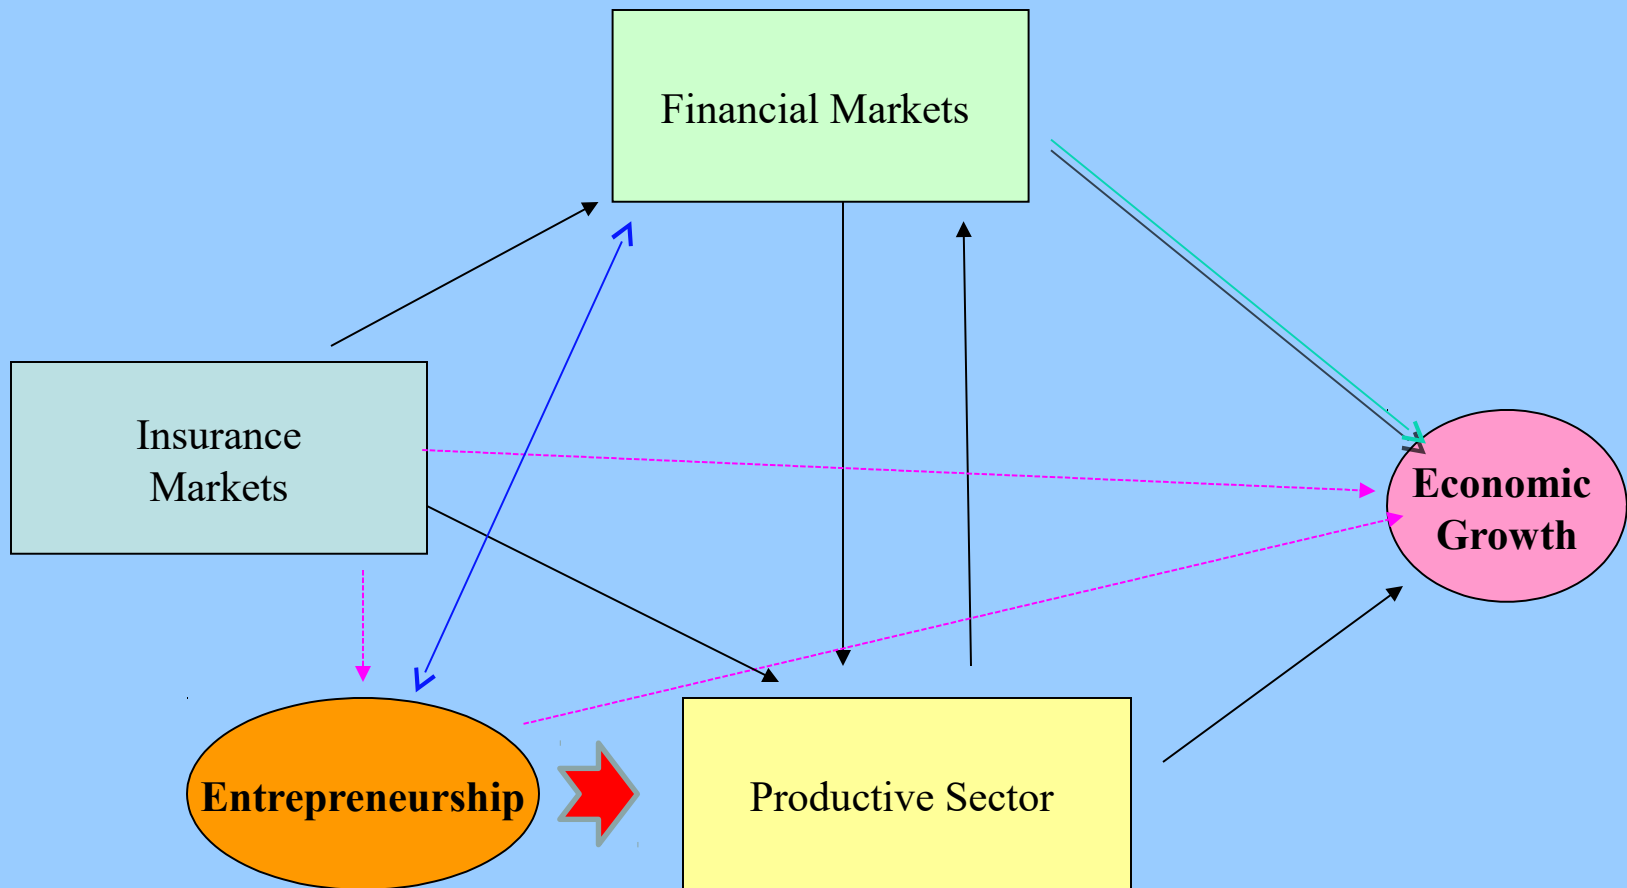 Financial Markets
Insurance
Markets
Economic
Growth
Entrepreneurship
Productive Sector